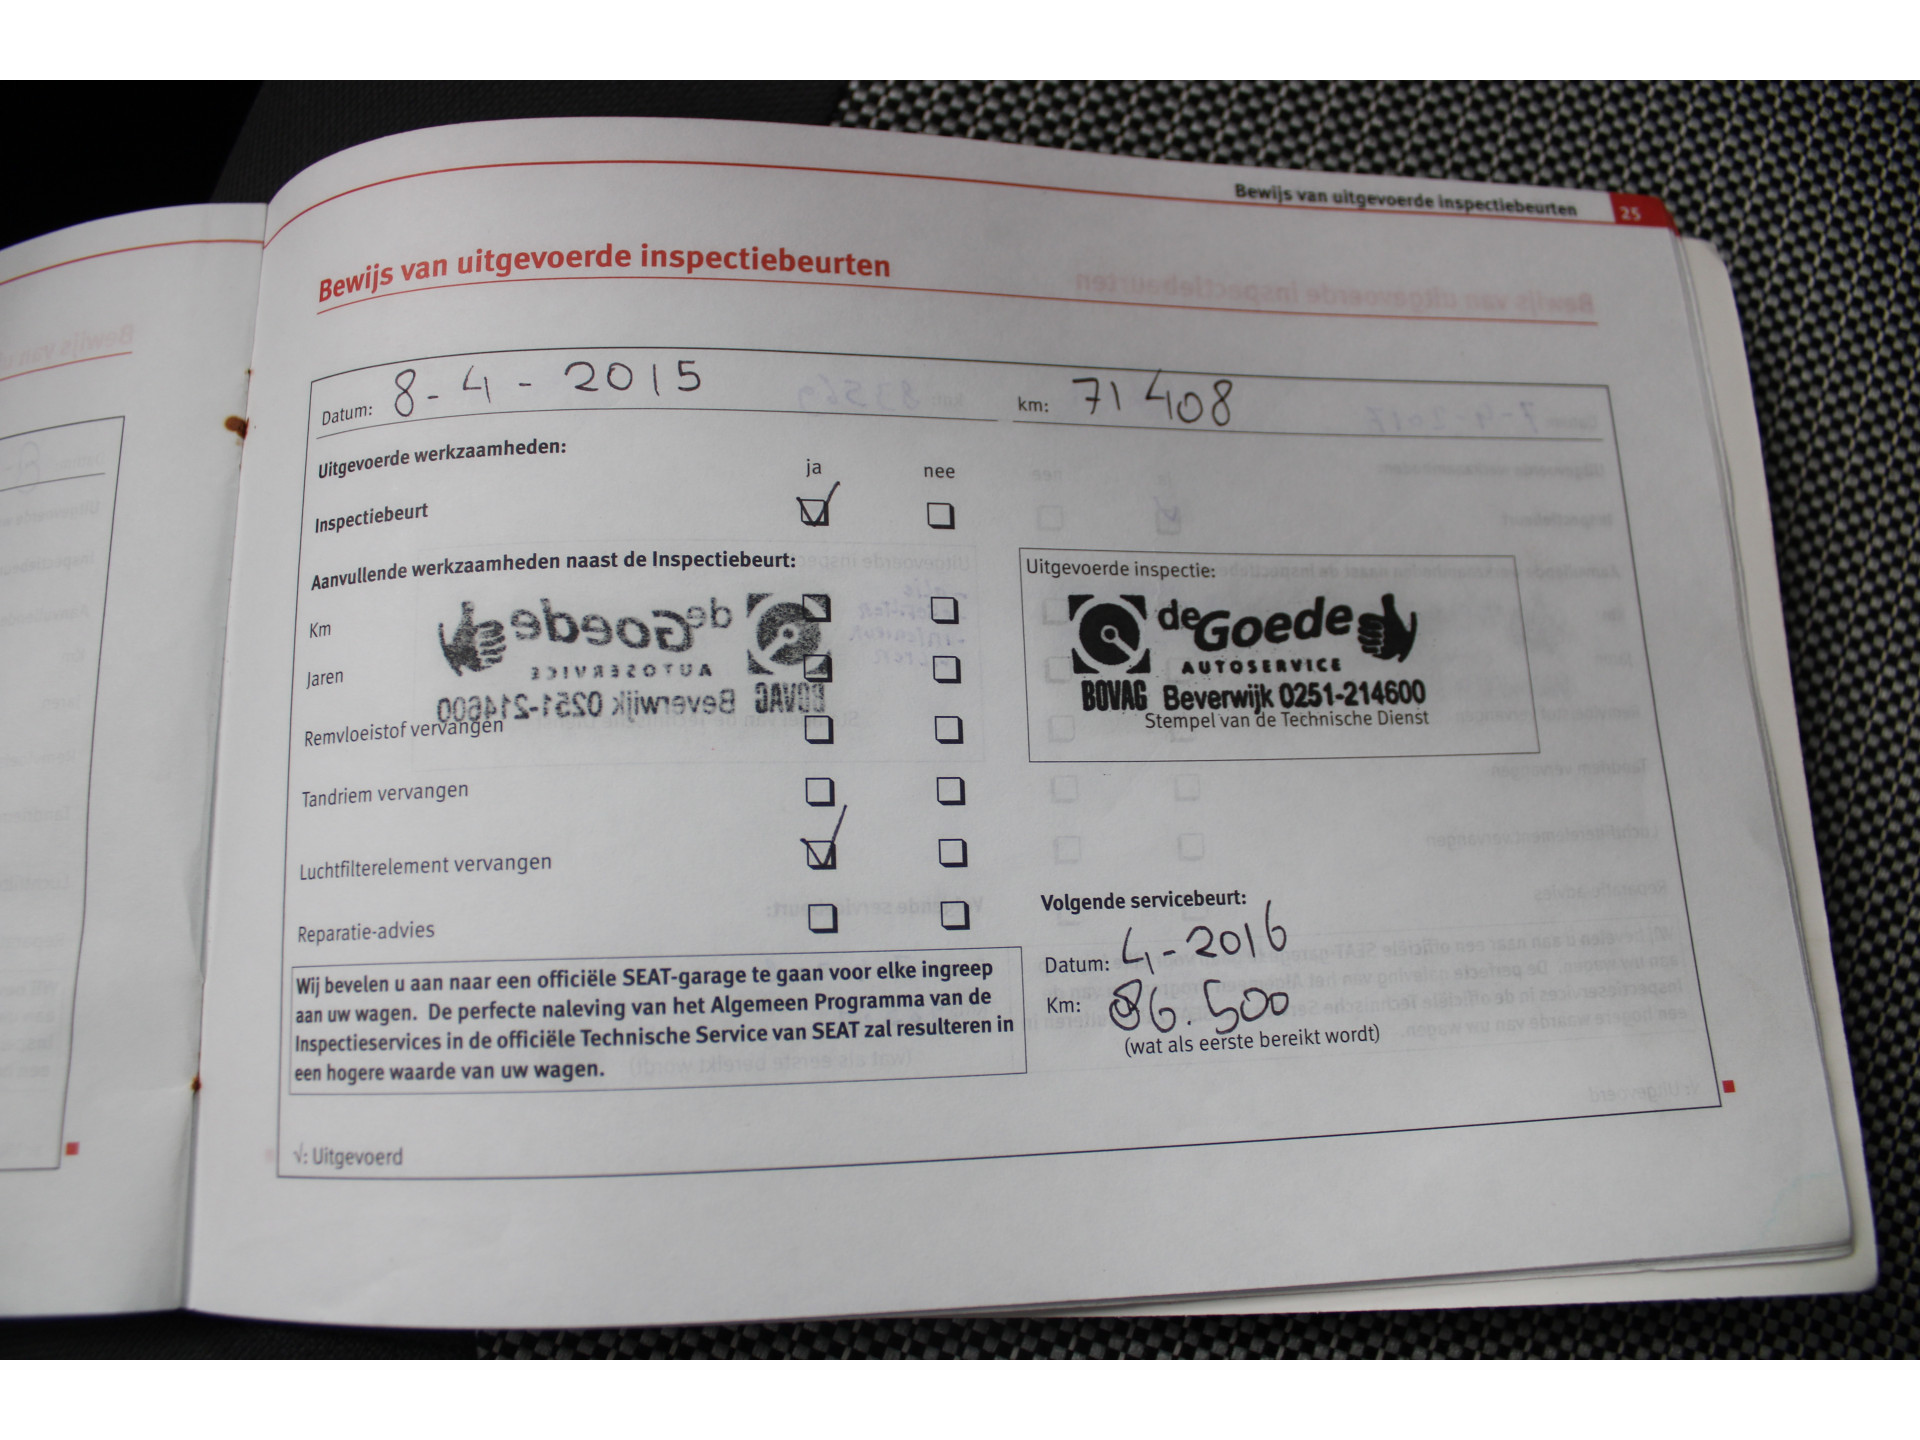 Bewijs van uitgevoerde inspectiebeurten 25
Bewijs van uitgevoerde inspectiebeurten
Datum: 8-4-2015 km: 71408
Uitgevoerde werkzaamheden:
ja nee
Inspectiebeurt
Aanvullende werkzaamheden naast de Inspectiebeurt:
Km
Jaren
Remvloeistof vervangen
Tandriem vervangen
Luchtfilterelement vervangen
Reparatie-advies
Wij bevelen u aan naar een officiële SEAT-garage te gaan voor elke ingreep
aan uw wagen. De perfecte naleving van het Algemeen Programma van de
Inspectieservices in de officiële Technische Service van SEAT zal resulteren in
een hogere waarde van uw wagen.
√: Uitgevoerd
Uitgevoerde inspectie:
de Goede
AUTOSERVICE
BOVAG Beverwijk 0251-214600
Stempel van de Technische Dienst
Volgende servicebeurt:
Datum: 4-2016
Km: 86.500
(wat als eerste bereikt wordt)